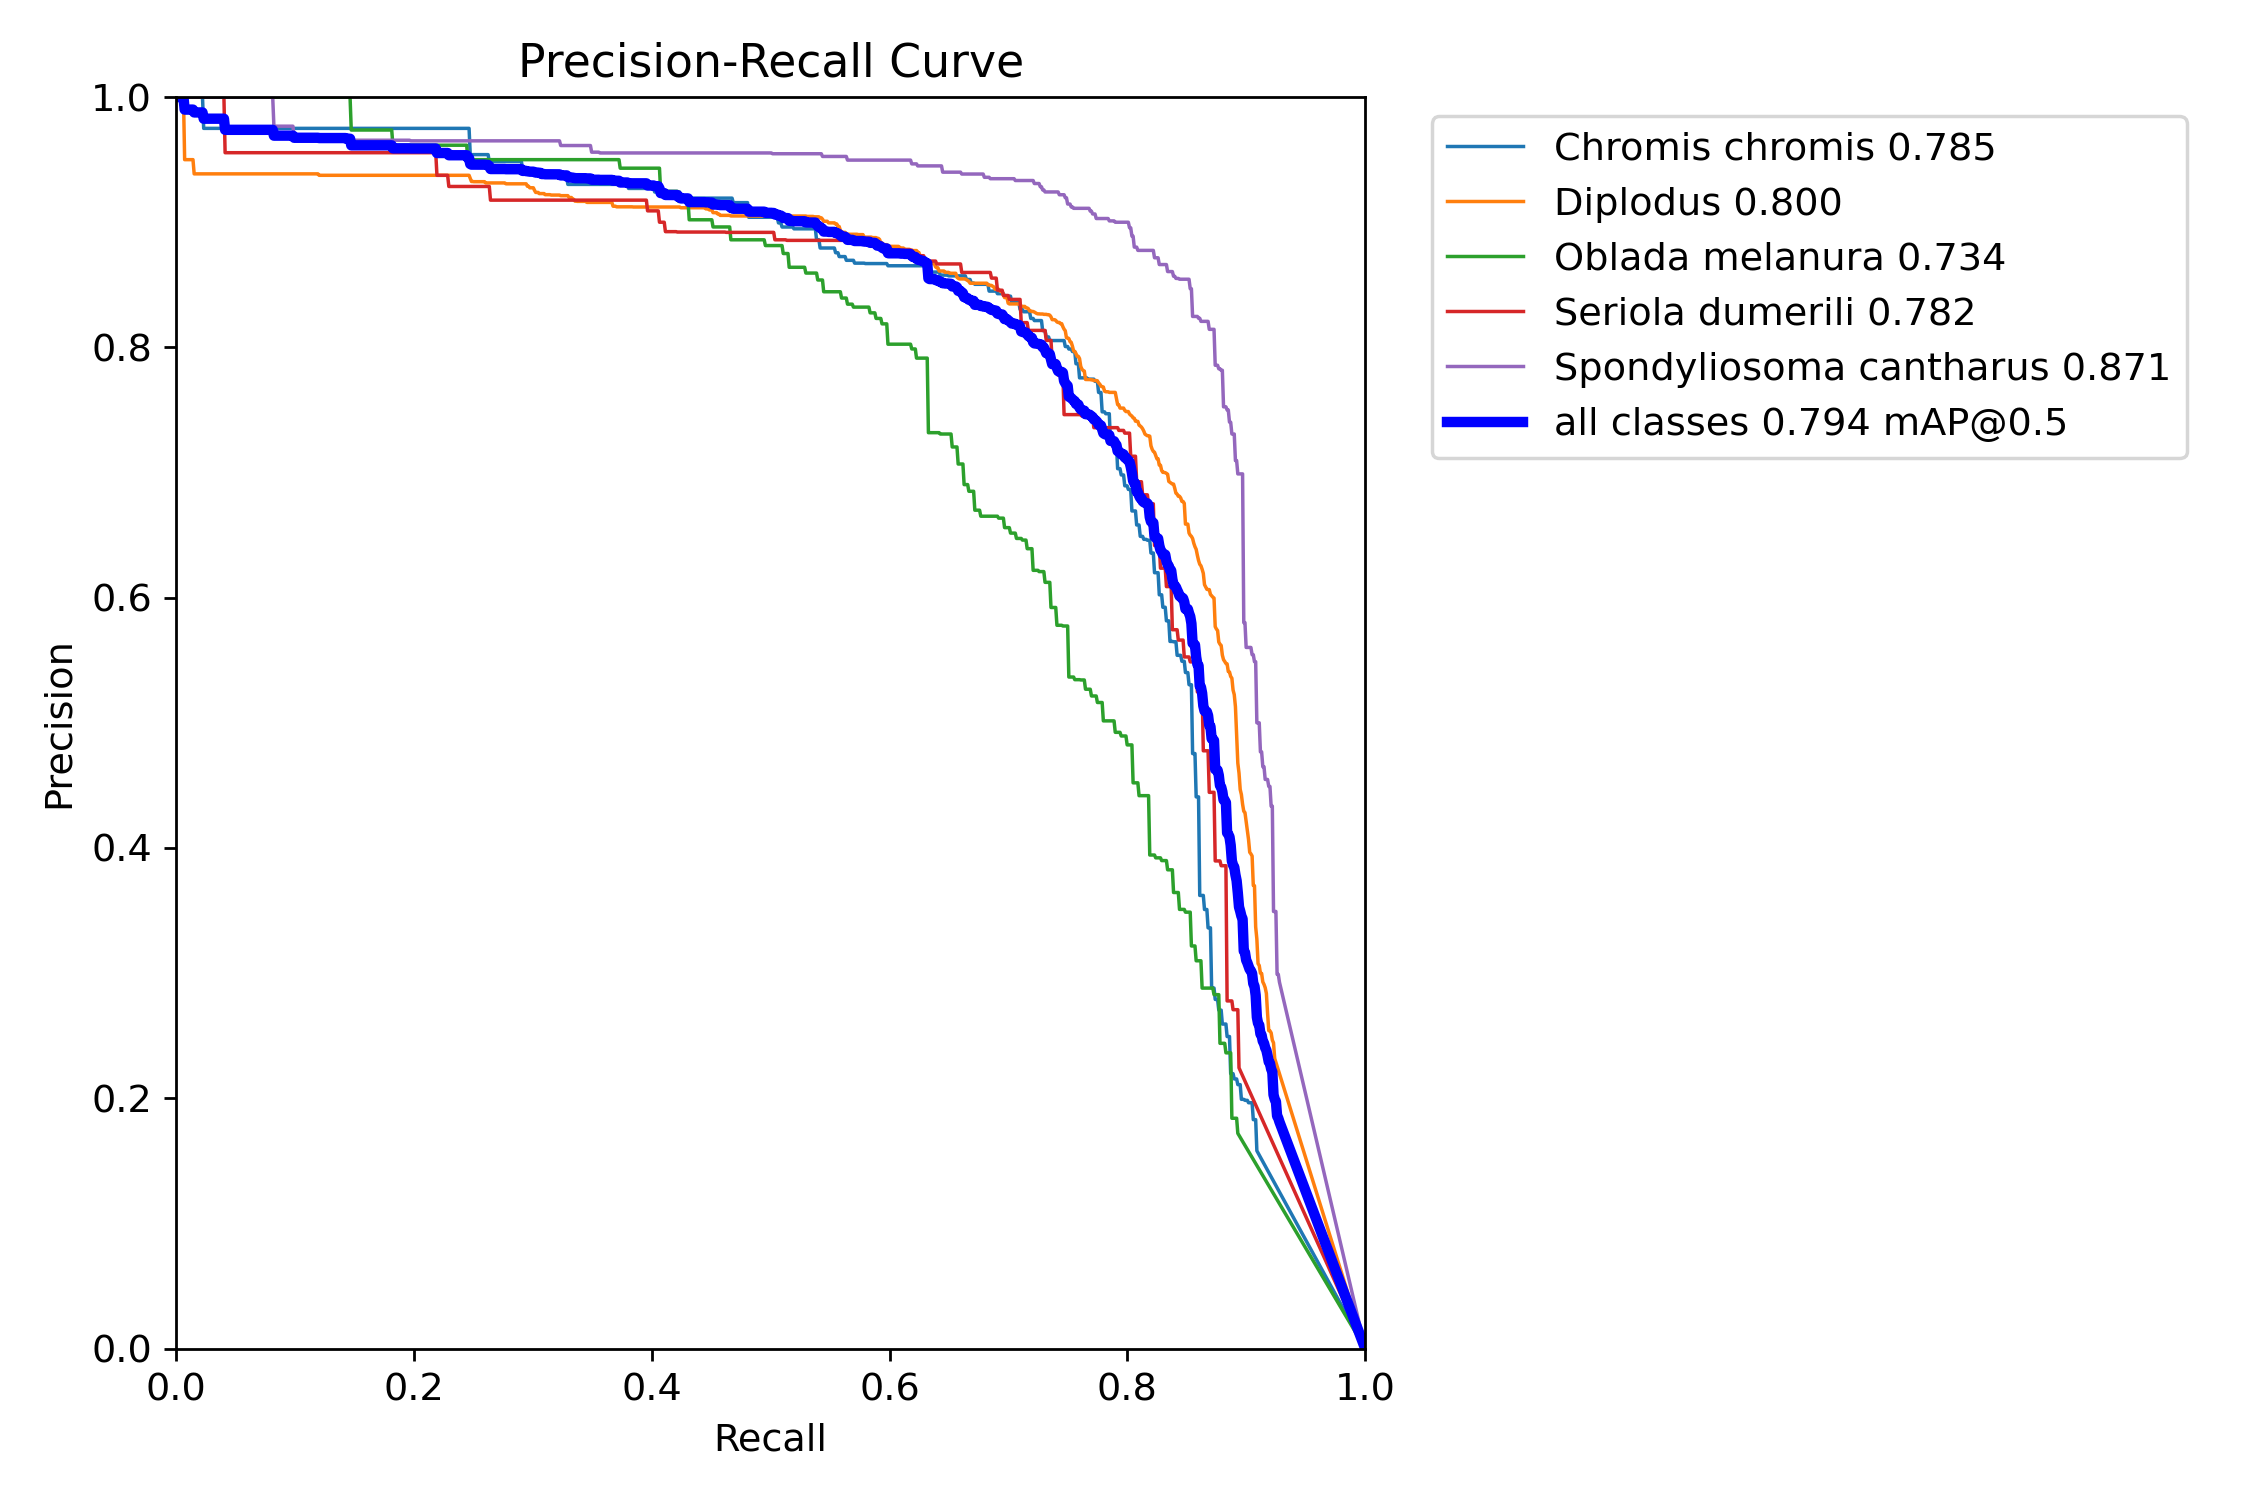 Precision-Recall Curve
1.0
0.8
0.6
0.4
0.2
0.0
Precision
0.0 0.2 0.4 0.6 0.8 1.0
Recall
Chromis chromis 0.785
Diplodus 0.800
Oblada melanura 0.734
Seriola dumerili 0.782
Spondyliosoma cantharus 0.871
all classes 0.794 mAP@0.5